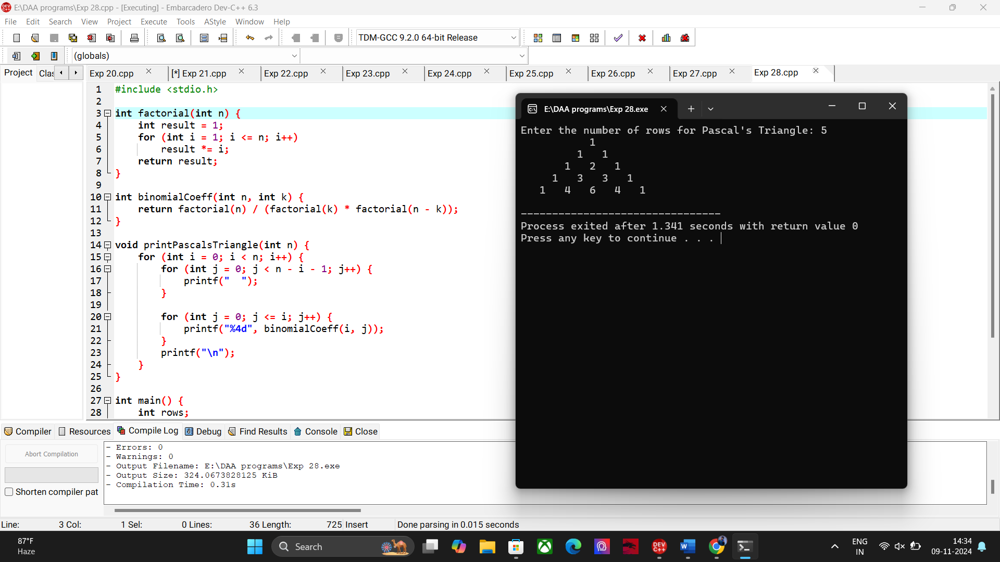 E:\DAA programs\Exp 28.cpp - [Executing] - Embarcadero Dev-C++ 6.3
File Edit Search View Project Execute Tools AStyle Window Help
TDM-GCC 9.2.0 64-bit Release
(globals)
Project Clas Exp 20.cpp [*] Exp 21.cpp Exp 22.cpp Exp 23.cpp Exp 24.cpp Exp 25.cpp Exp 26.cpp Exp 27.cpp Exp 28.cpp
1 #include <stdio.h>
2
3 int factorial(int n) {
4 int result = 1;
5 for (int i = 1; i <= n; i++)
6 result *= i;
7 return result;
8 }
9
10 int binomialCoeff(int n, int k) {
11 return factorial(n) / (factorial(k) * factorial(n - k));
12 }
13
14 void printPascalsTriangle(int n) {
15 for (int i = 0; i < n; i++) {
16 for (int j = 0; j < n - i - 1; j++) {
17 printf("  ");
18 }
19
20 for (int j = 0; j <= i; j++) {
21 printf("%4d", binomialCoeff(i, j));
22 }
23 printf("\n");
24 }
25 }
26
27 int main() {
28 int rows;
E:\DAA programs\Exp 28.exe
Enter the number of rows for Pascal's Triangle: 5
1
1 1
1 2 1
1 3 3 1
1 4 6 4 1
--------------------------------
Process exited after 1.341 seconds with return value 0
Press any key to continue . . .
Compiler Resources Compile Log Debug Find Results Console Close
Abort Compilation
Shorten compiler pat
- Errors: 0
- Warnings: 0
- Output Filename: E:\DAA programs\Exp 28.exe
- Output Size: 324.0673828125 KiB
- Compilation Time: 0.31s
Line: 3 Col: 1 Sel: 0 Lines: 36 Length: 725 Insert Done parsing in 0.015 seconds
87°F
Haze
Search
DEV
C++
W
ENG
IN
14:34
09-11-2024